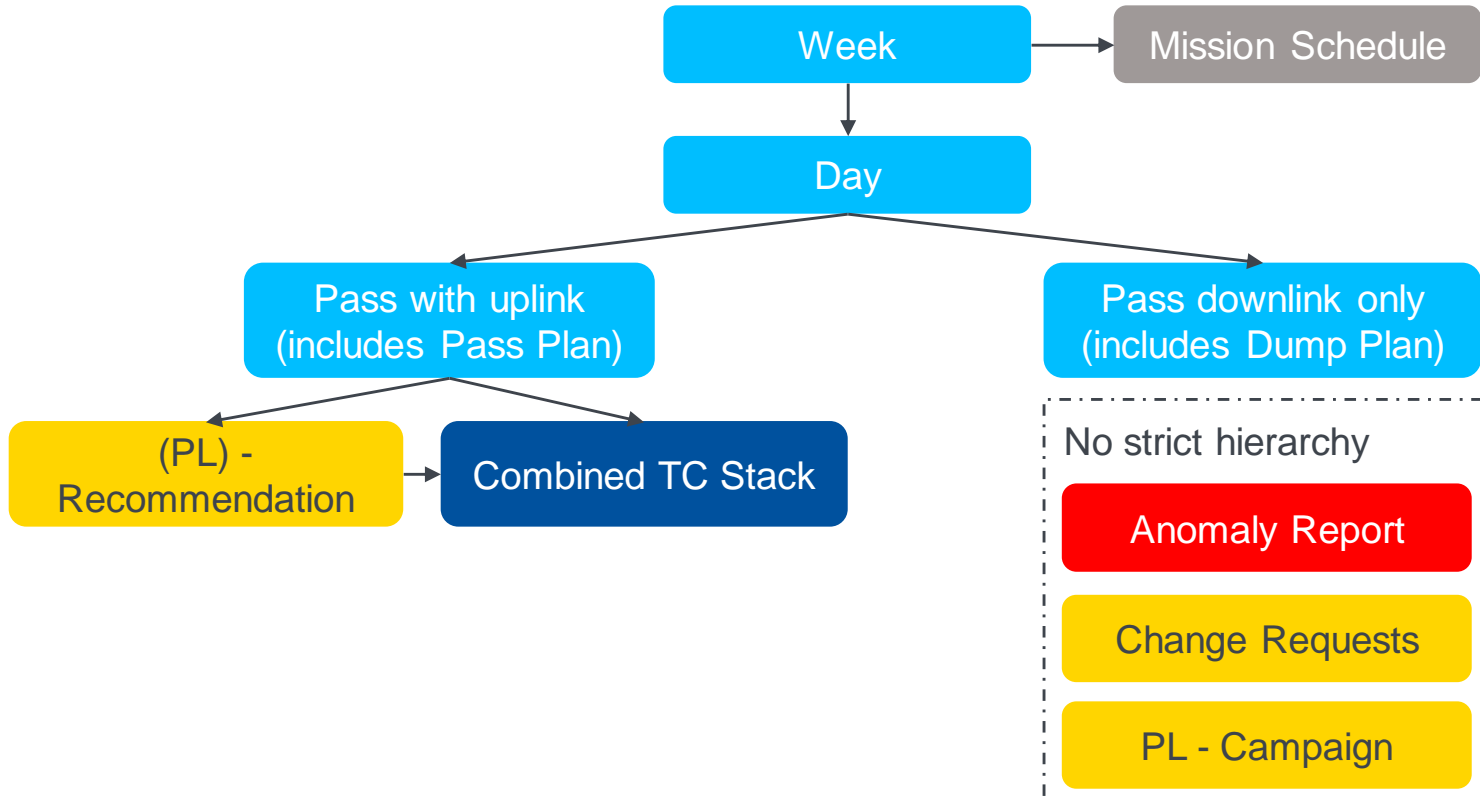 Week
Mission Schedule
Day
Pass with uplink
(includes Pass Plan)
Pass downlink only
(includes Dump Plan)
(PL) -
Recommendation
Combined TC Stack
No strict hierarchy
Anomaly Report
Change Requests
PL - Campaign